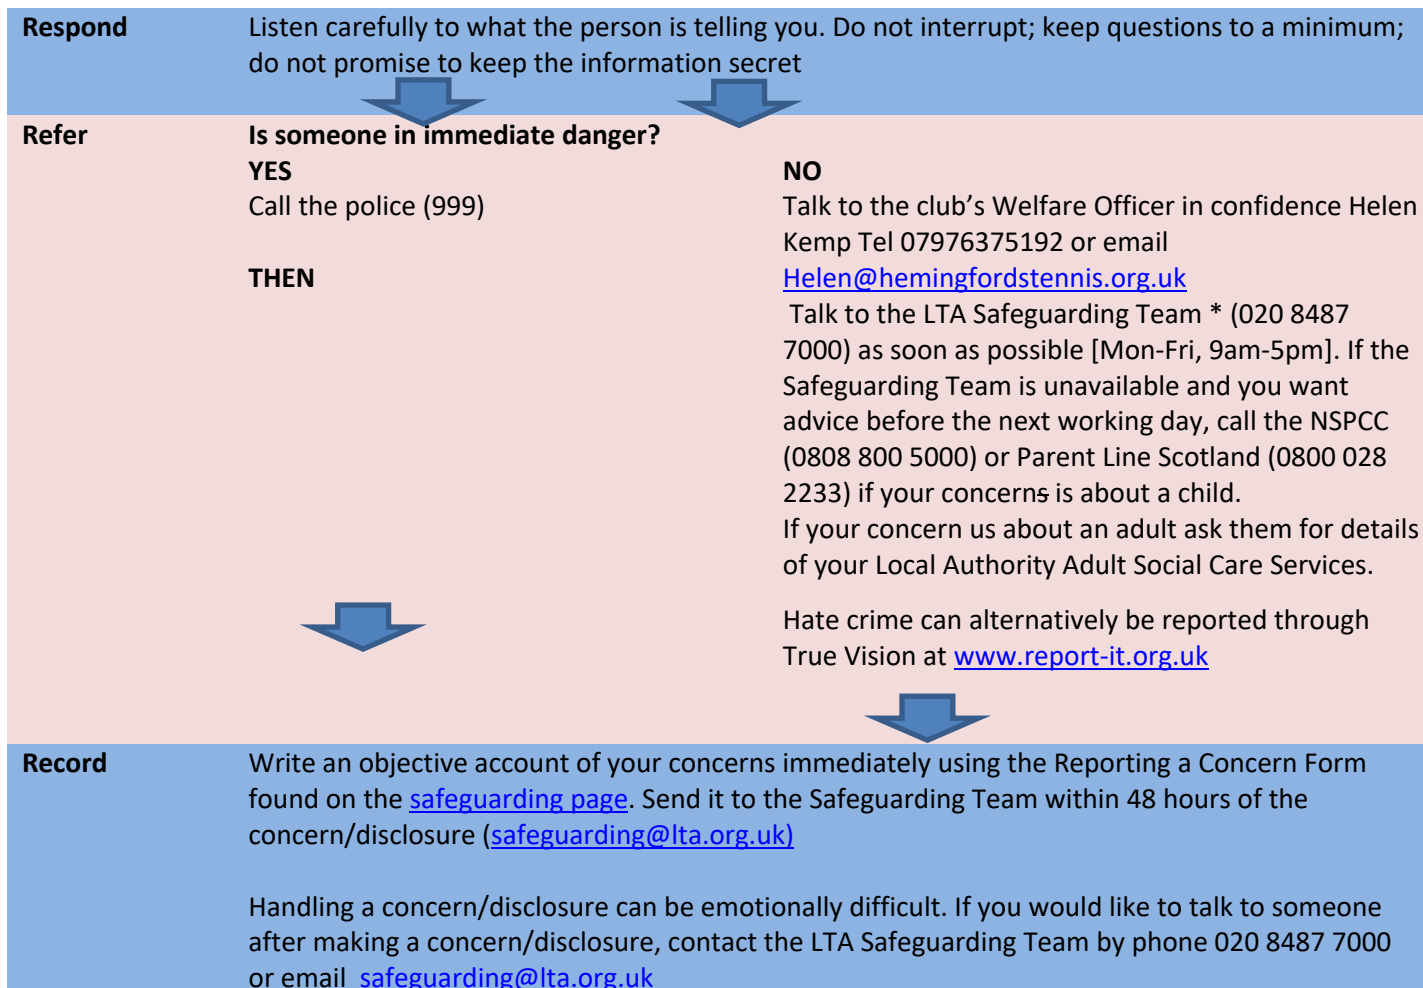 Respond Listen carefully to what the person is telling you. Do not interrupt; keep questions to a minimum;
do not promise to keep the information secret
Refer Is someone in immediate danger?
YES
Call the police (999)
THEN
NO
Talk to the club’s Welfare Officer in confidence Helen
Kemp Tel 07976375192 or email
Helen@hemingfordstennis.org.uk
Talk to the LTA Safeguarding Team * (020 8487
7000) as soon as possible [Mon-Fri, 9am-5pm]. If the
Safeguarding Team is unavailable and you want
advice before the next working day, call the NSPCC
(0808 800 5000) or Parent Line Scotland (0800 028
2233) if your concerns is about a child.
If your concern us about an adult ask them for details
of your Local Authority Adult Social Care Services.
Hate crime can alternatively be reported through
True Vision at www.report-it.org.uk
Record Write an objective account of your concerns immediately using the Reporting a Concern Form
found on the safeguarding page. Send it to the Safeguarding Team within 48 hours of the
concern/disclosure (safeguarding@lta.org.uk)
Handling a concern/disclosure can be emotionally difficult. If you would like to talk to someone
after making a concern/disclosure, contact the LTA Safeguarding Team by phone 020 8487 7000
or email safeguarding@lta.org.uk